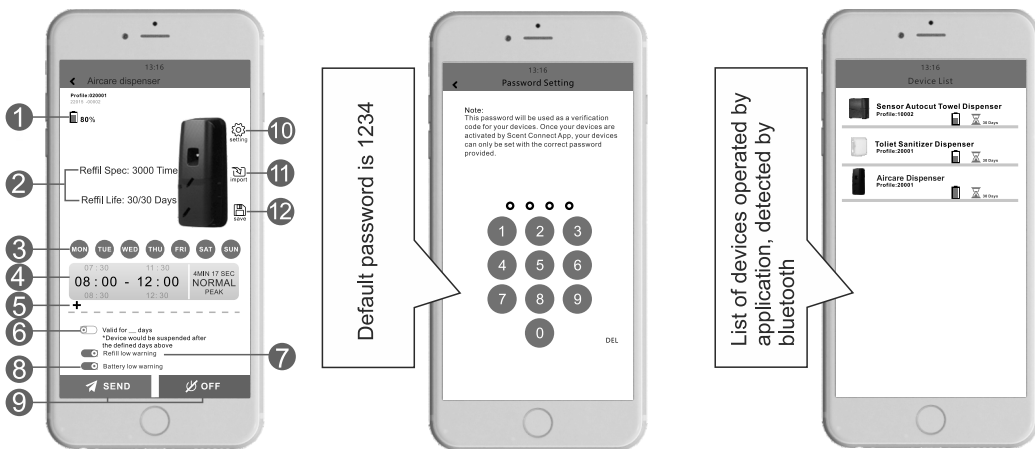 13:16
Aircare dispenser
Profile:020001
22019 -00002
1
80%
10
setting
11
import
12
save
2
Reffil Spec: 3000 Time
Reffil Life: 30/30 Days
3
MON TUE WED THU FRI SAT SUN
4
07 : 30 11 : 30
08 : 00 - 12 : 00
08 : 30 12 : 30
4MIN 17 SEC
NORMAL
PEAK
5
+
6
Valid for __ days
*Device would be suspended after
the defined days above
7
Refill low warning
8
Battery low warning
9
SEND
OFF
Default password is 1234
13:16
Password Setting
Note:
This password will be used as a verification
code for your devices. Once your devices are
activated by Scent Connect App, your devices
can only be set with the correct password
provided.
1 2 3
4 5 6
7 8 9
0
DEL
List of devices operated by
application, detected by
bluetooth
13:16
Device List
Sensor Autocut Towel Dispenser
Profile:10002
30 Days
Toliet Sanitizer Dispenser
Profile:20001
30 Days
Aircare Dispenser
Profile:20001
30 Days